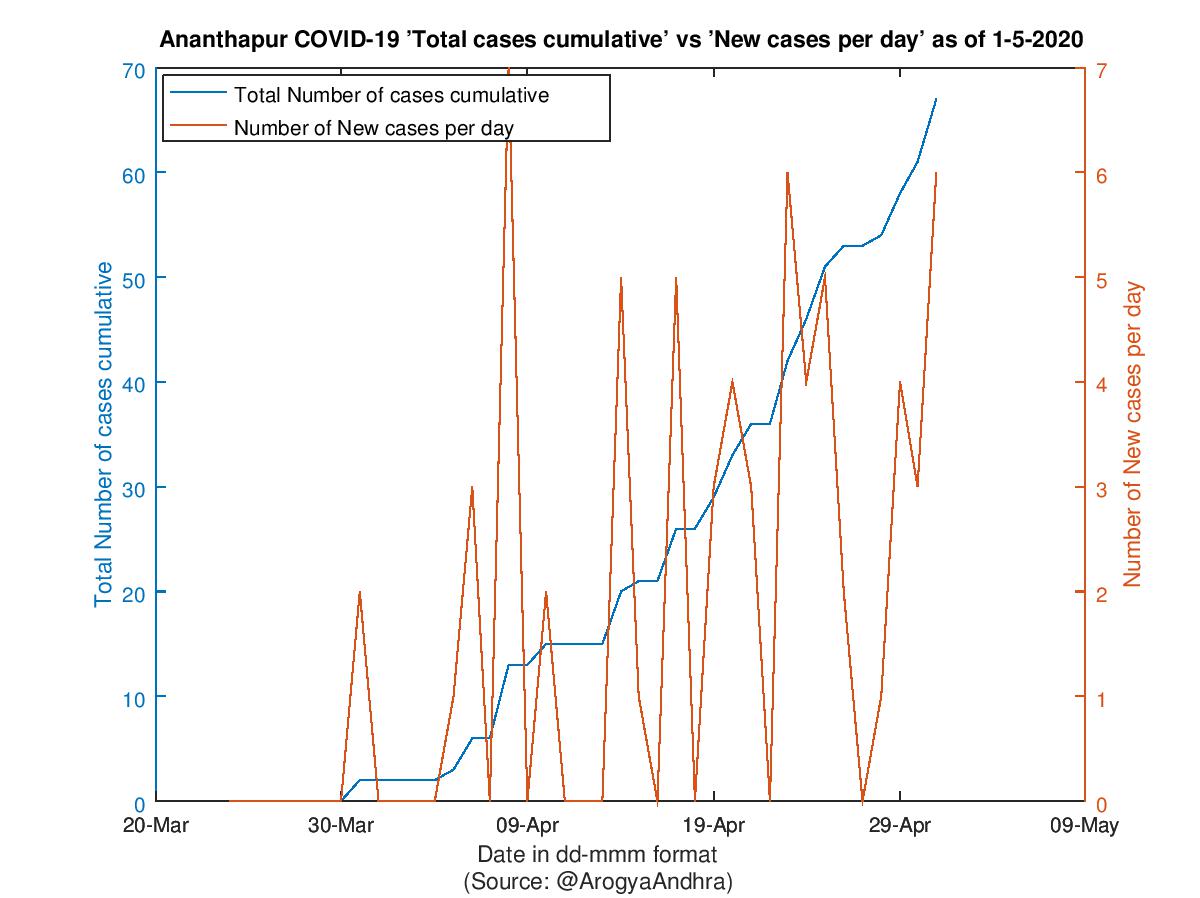 Ananthapur COVID-19 ’Total cases cumulative’ vs ’New cases per day’ as of 1-5-2020
Total Number of cases cumulative
Number of New cases per day
70
60
50
40
30
20
10
0
Total Number of cases cumulative
7
6
5
4
3
2
1
0
Number of New cases per day
20-Mar 30-Mar 09-Apr 19-Apr 29-Apr 09-May
Date in dd-mmm format
(Source: @ArogyaAndhra)